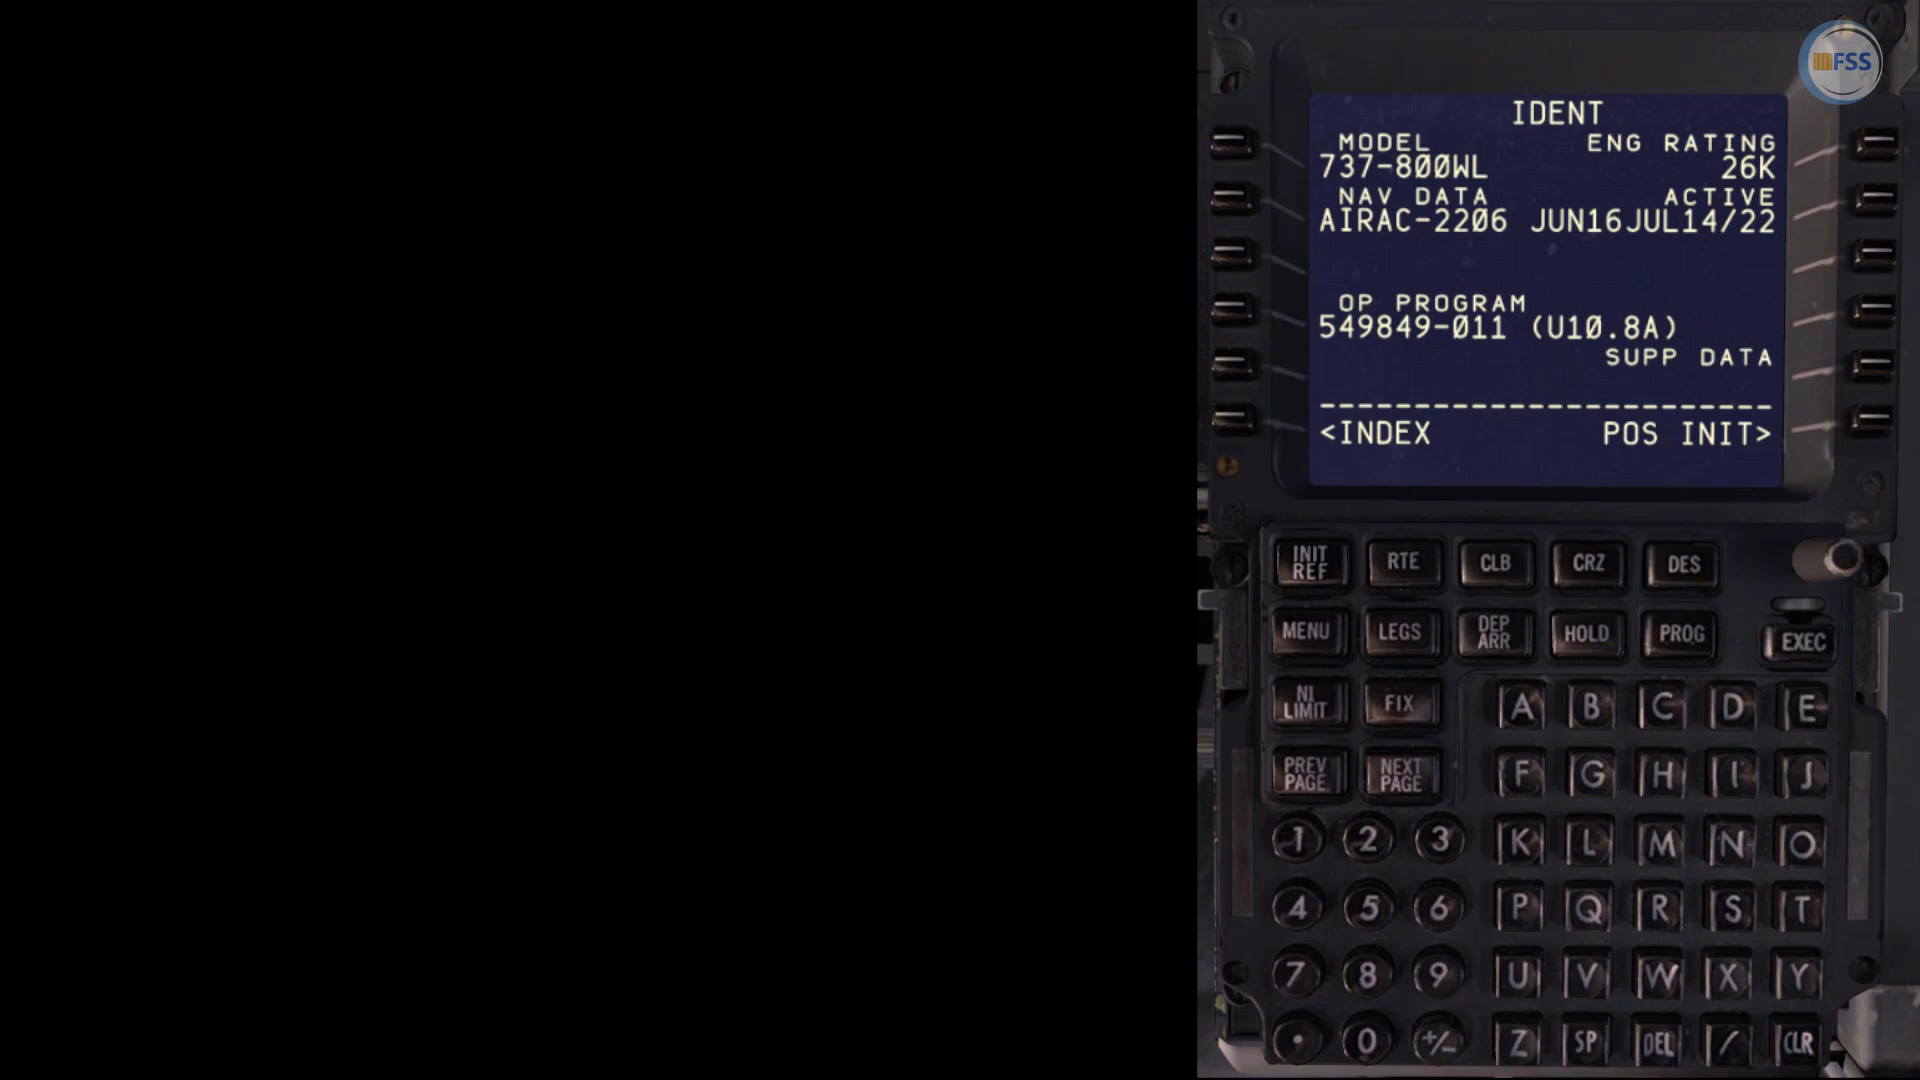 FSS
IDENT
MODEL ENG RATING
737-800WL 26K
NAV DATA ACTIVE
AIRAC-2206 JUN16JUL14/22
OP PROGRAM
549849-011 (U10.8A)
SUPP DATA
------------------------
<INDEX POS INIT>
INIT REF RTE CLB CRZ DES
MENU LEGS DEP ARR HOLD PROG EXEC
N1 LIMIT FIX A B C D E
PREV PAGE NEXT PAGE F G H I J
1 2 3 K L M N O
4 5 6 P Q R S T
7 8 9 U V W X Y
. 0 +/- Z SP DEL / CLR